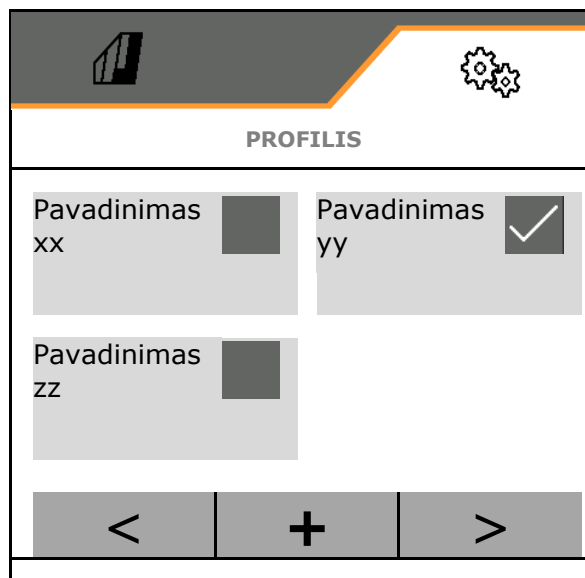 PROFILIS
Pavadinimas
xx
Pavadinimas
yy
Pavadinimas
zz
< + >